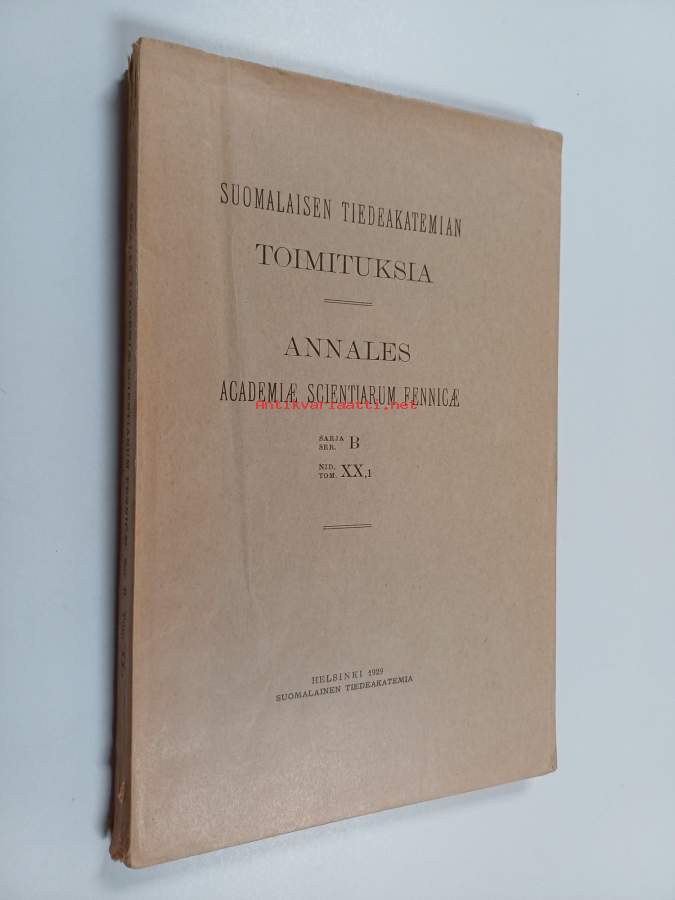 SUOMALAISEN TIEDEAKATEMIAN
TOIMITUKSIA
ANNALES
ACADEMIÆ SCIENTIARUM FENNICÆ
Antikvariaatti.net
SARJA
SER. B
NID.
TOM. XX,1
HELSINKI 1929
SUOMALAINEN TIEDEAKATEMIA